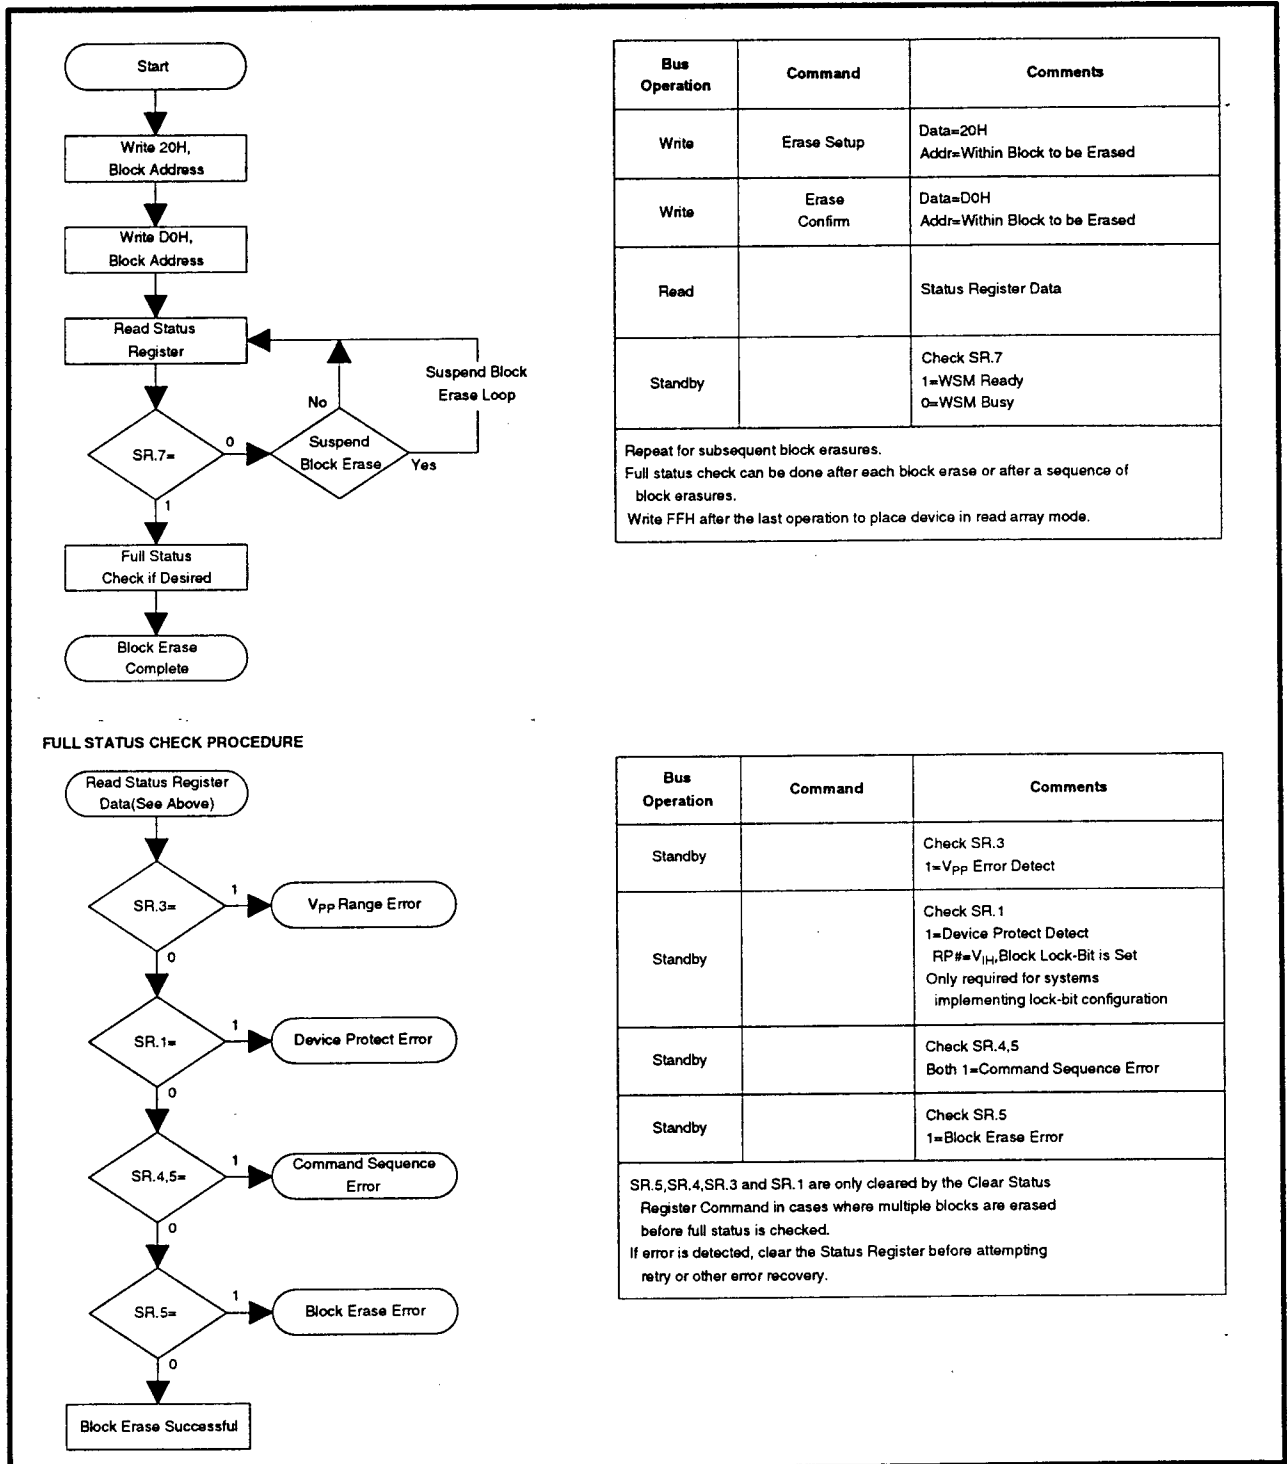 Start
Write 20H,
Block Address
Write D0H,
Block Address
Read Status
Register
Suspend Block
Erase Loop
No
SR.7=
0
Suspend
Block Erase
Yes
1
Full Status
Check if Desired
Block Erase
Complete
Bus
Operation
Command
Comments
Write
Erase Setup
Data=20H
Addr=Within Block to be Erased
Write
Erase
Confirm
Data=D0H
Addr=Within Block to be Erased
Read
Status Register Data
Standby
Check SR.7
1=WSM Ready
0=WSM Busy
Repeat for subsequent block erasures.
Full status check can be done after each block erase or after a sequence of
block erasures.
Write FFH after the last operation to place device in read array mode.
FULL STATUS CHECK PROCEDURE
Read Status Register
Data(See Above)
SR.3=
1
VPP Range Error
0
SR.1=
1
Device Protect Error
0
SR.4,5=
1
Command Sequence
Error
0
SR.5=
1
Block Erase Error
0
Block Erase Successful
Bus
Operation
Command
Comments
Standby
Check SR.3
1=VPP Error Detect
Standby
Check SR.1
1=Device Protect Detect
RP#=VIH,Block Lock-Bit is Set
Only required for systems
implementing lock-bit configuration
Standby
Check SR.4,5
Both 1=Command Sequence Error
Standby
Check SR.5
1=Block Erase Error
SR.5,SR.4,SR.3 and SR.1 are only cleared by the Clear Status
Register Command in cases where multiple blocks are erased
before full status is checked.
If error is detected, clear the Status Register before attempting
retry or other error recovery.